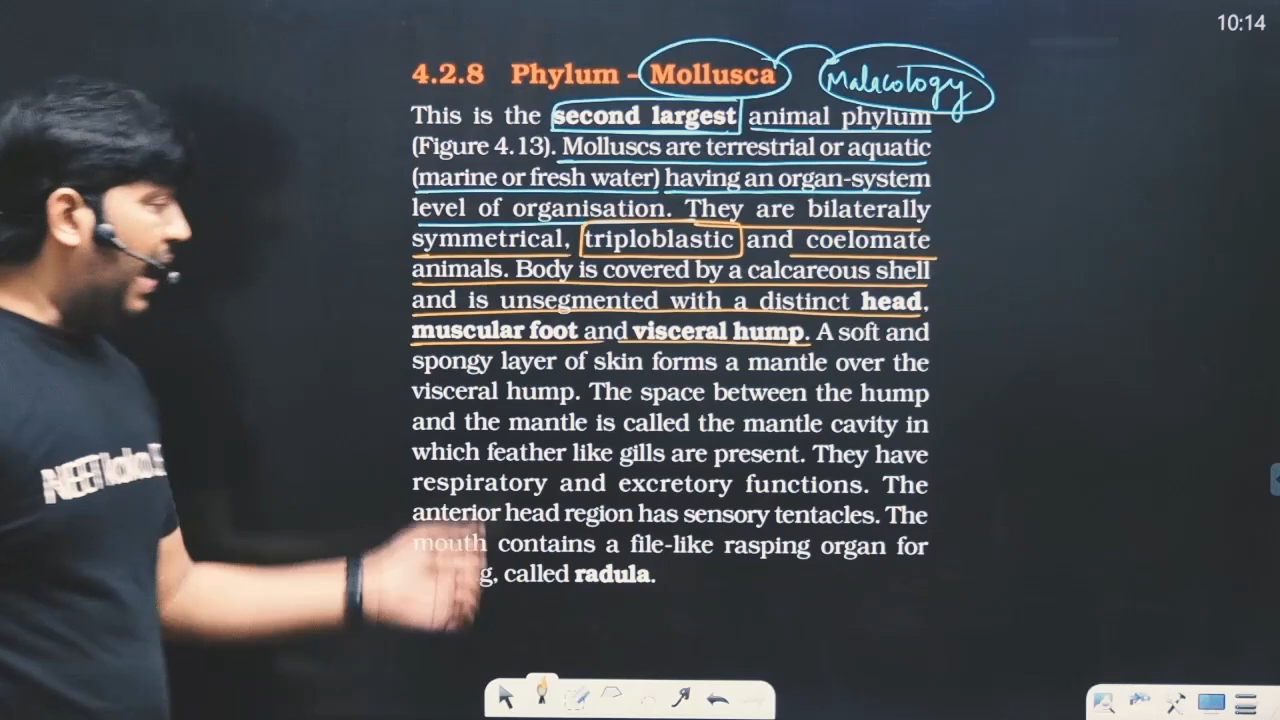 10:14
4.2.8 Phylum – Mollusca Malacology
This is the second largest animal phylum
(Figure 4.13). Molluscs are terrestrial or aquatic
(marine or fresh water) having an organ-system
level of organisation. They are bilaterally
symmetrical, triploblastic and coelomate
animals. Body is covered by a calcareous shell
and is unsegmented with a distinct head,
muscular foot and visceral hump. A soft and
spongy layer of skin forms a mantle over the
visceral hump. The space between the hump
and the mantle is called the mantle cavity in
which feather like gills are present. They have
respiratory and excretory functions. The
anterior head region has sensory tentacles. The
mouth contains a file-like rasping organ for
g, called radula.
NEET